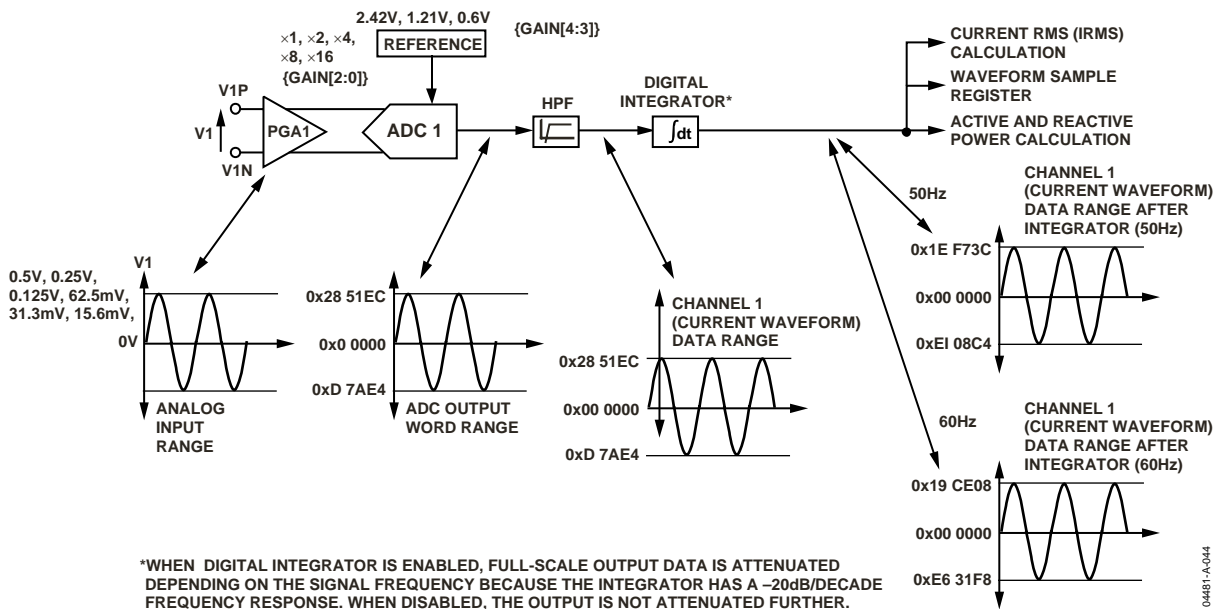 2.42V, 1.21V, 0.6V
{GAIN[4:3]}
×1, ×2, ×4,
×8, ×16
{GAIN[2:0]}
REFERENCE
V1P
V1
V1N
PGA1
ADC 1
HPF
DIGITAL
INTEGRATOR*
∫dt
CURRENT RMS (IRMS)
CALCULATION
WAVEFORM SAMPLE
REGISTER
ACTIVE AND REACTIVE
POWER CALCULATION
50Hz
CHANNEL 1
(CURRENT WAVEFORM)
DATA RANGE AFTER
INTEGRATOR (50Hz)
0x1E F73C
0x00 0000
0xEI 08C4
V1
0.5V, 0.25V,
0.125V, 62.5mV,
31.3mV, 15.6mV,
0V
ANALOG
INPUT
RANGE
0x28 51EC
0x0 0000
0xD 7AE4
ADC OUTPUT
WORD RANGE
CHANNEL 1
(CURRENT WAVEFORM)
DATA RANGE
0x28 51EC
0x00 0000
0xD 7AE4
60Hz
CHANNEL 1
(CURRENT WAVEFORM)
DATA RANGE AFTER
INTEGRATOR (60Hz)
0x19 CE08
0x00 0000
0xE6 31F8
*WHEN DIGITAL INTEGRATOR IS ENABLED, FULL-SCALE OUTPUT DATA IS ATTENUATED
DEPENDING ON THE SIGNAL FREQUENCY BECAUSE THE INTEGRATOR HAS A –20dB/DECADE
FREQUENCY RESPONSE. WHEN DISABLED, THE OUTPUT IS NOT ATTENUATED FURTHER.
04481-A-044